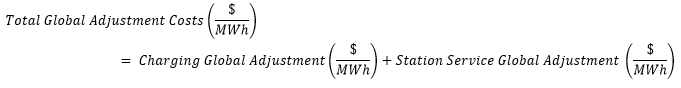 Total Global Adjustment Costs ($/MWh)
= Charging Global Adjustment ($/MWh) + Station Service Global Adjustment ($/MWh)